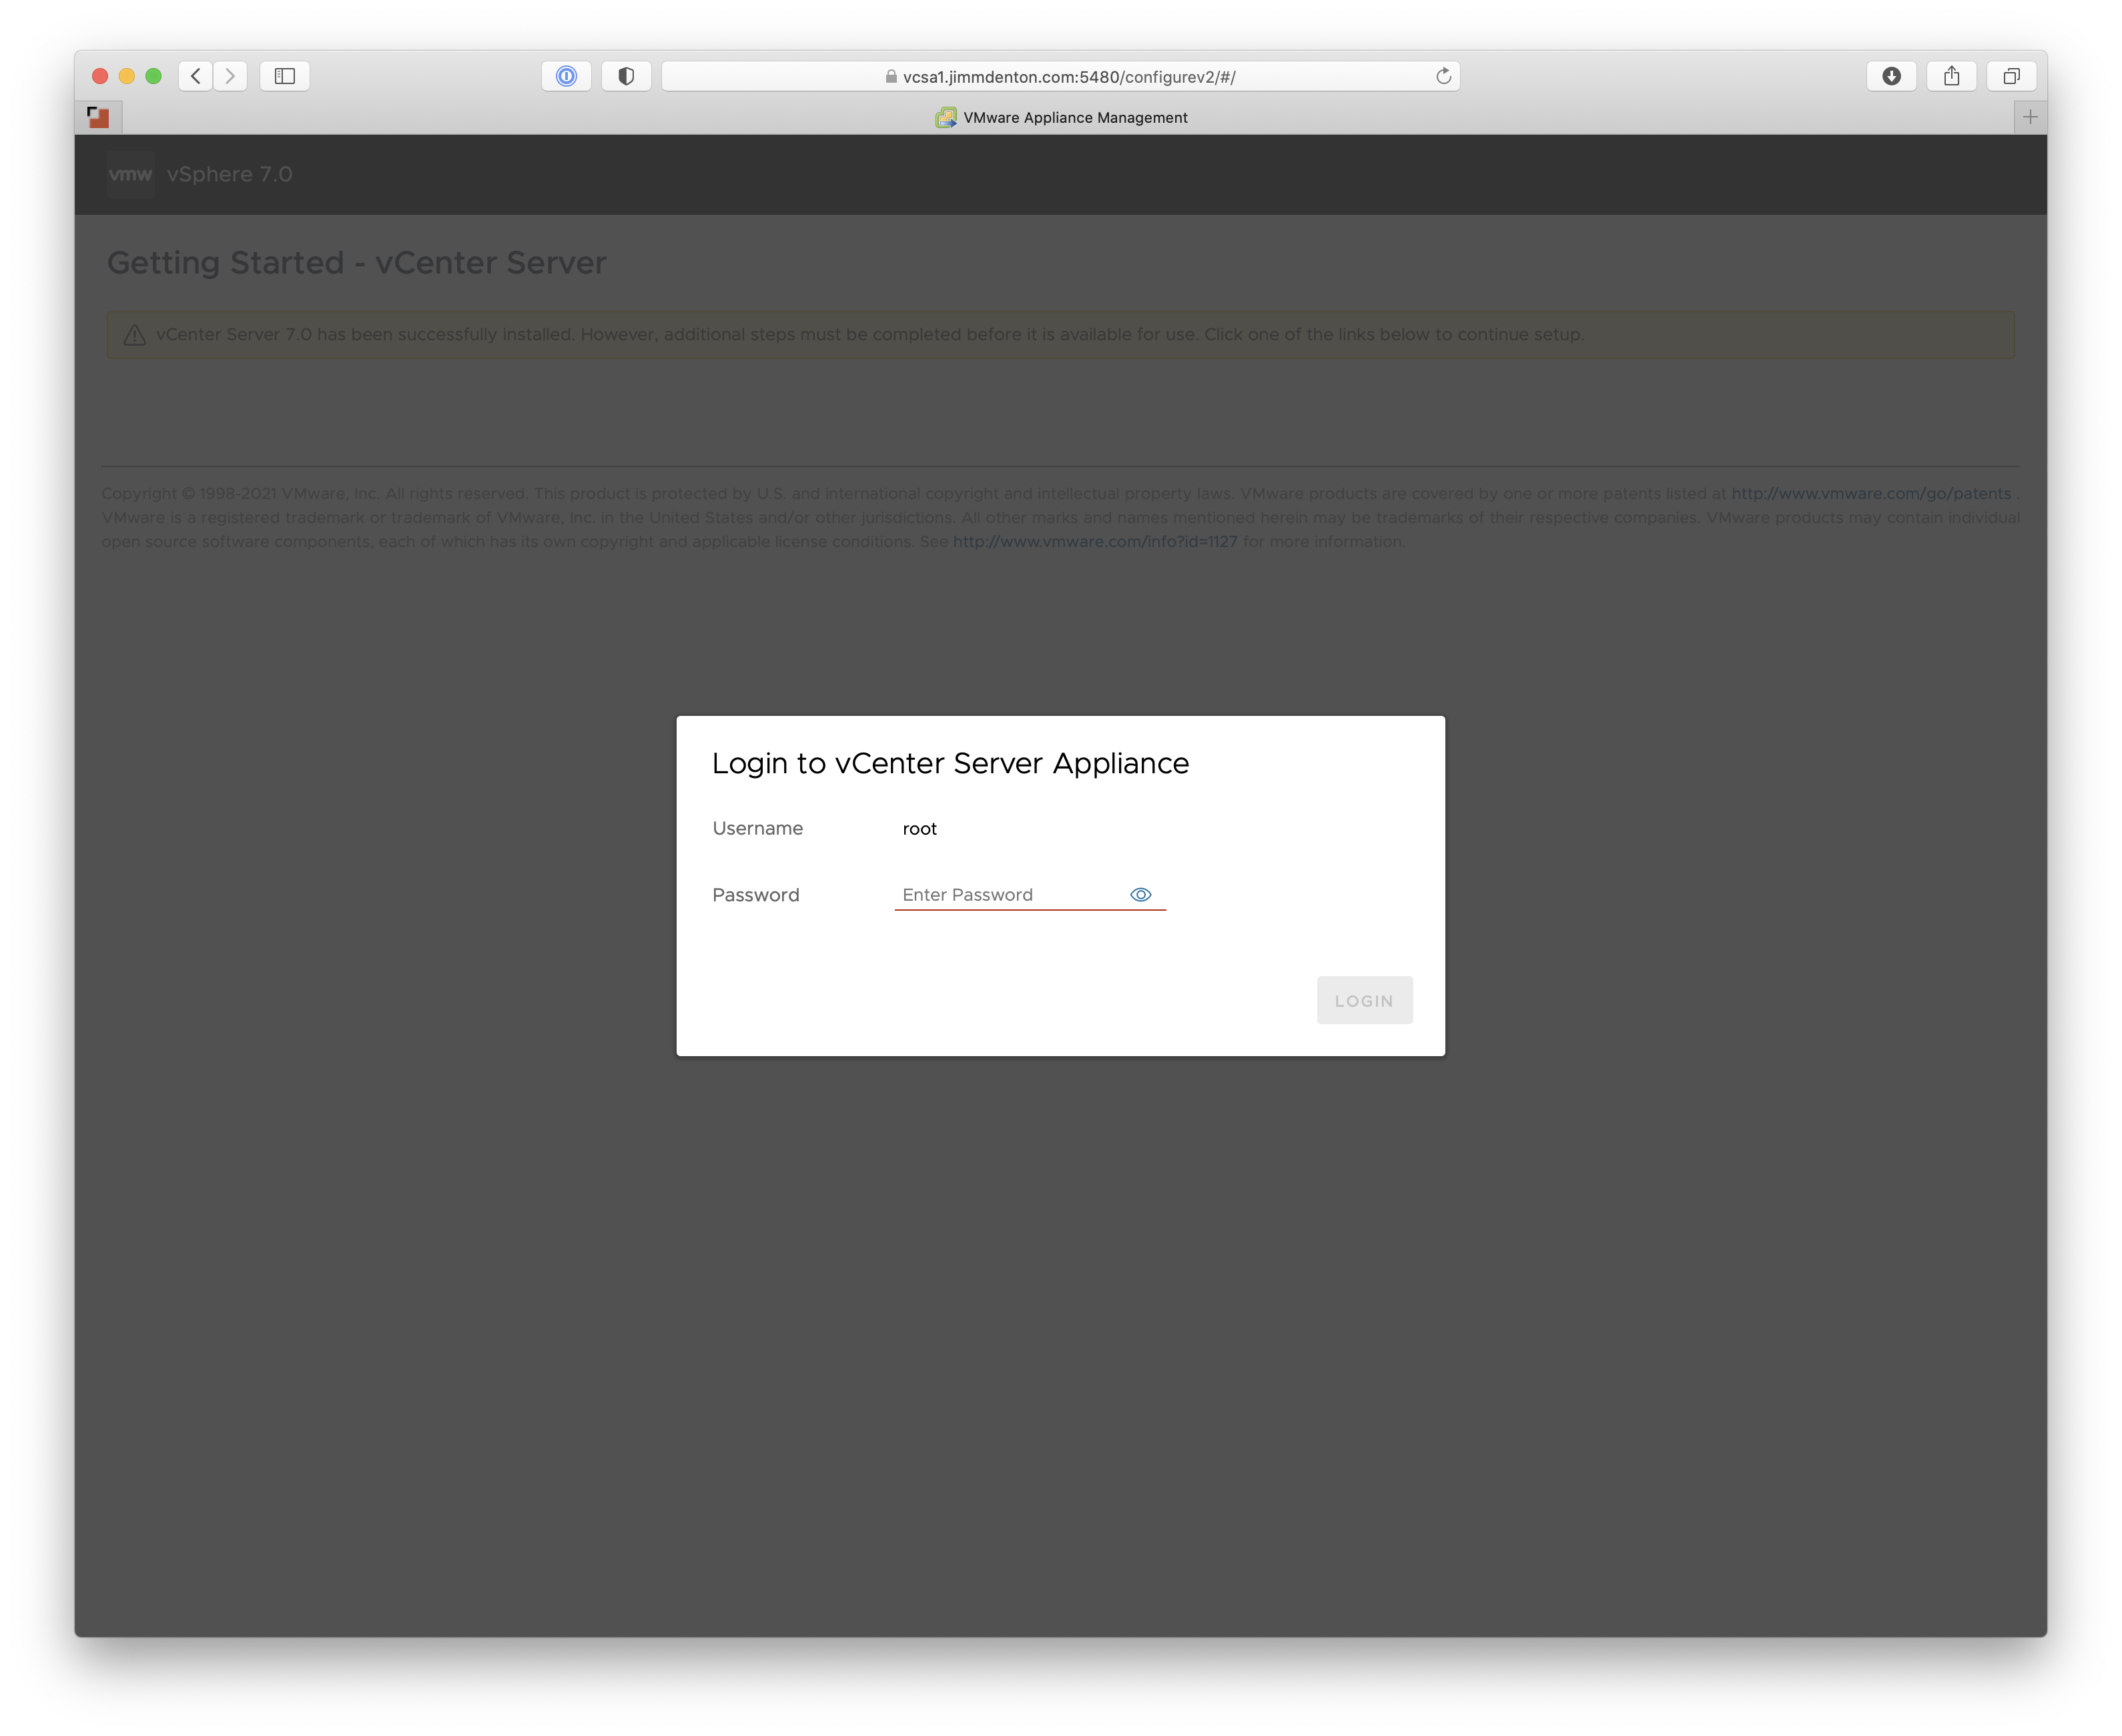 vcsa1.jimmdenton.com:5480/configurev2/#/
VMware Appliance Management
vmw vSphere 7.0
Getting Started - vCenter Server
vCenter Server 7.0 has been successfully installed. However, additional steps must be completed before it is available for use. Click one of the links below to continue setup.
Copyright © 1998-2021 VMware, Inc. All rights reserved. This product is protected by U.S. and international copyright and intellectual property laws. VMware products are covered by one or more patents listed at http://www.vmware.com/go/patents .
VMware is a registered trademark or trademark of VMware, Inc. in the United States and/or other jurisdictions. All other marks and names mentioned herein may be trademarks of their respective companies. VMware products may contain individual
open source software components, each of which has its own copyright and applicable license conditions. See http://www.vmware.com/info?id=1127 for more information.
Login to vCenter Server Appliance
Username root
Password Enter Password
LOGIN